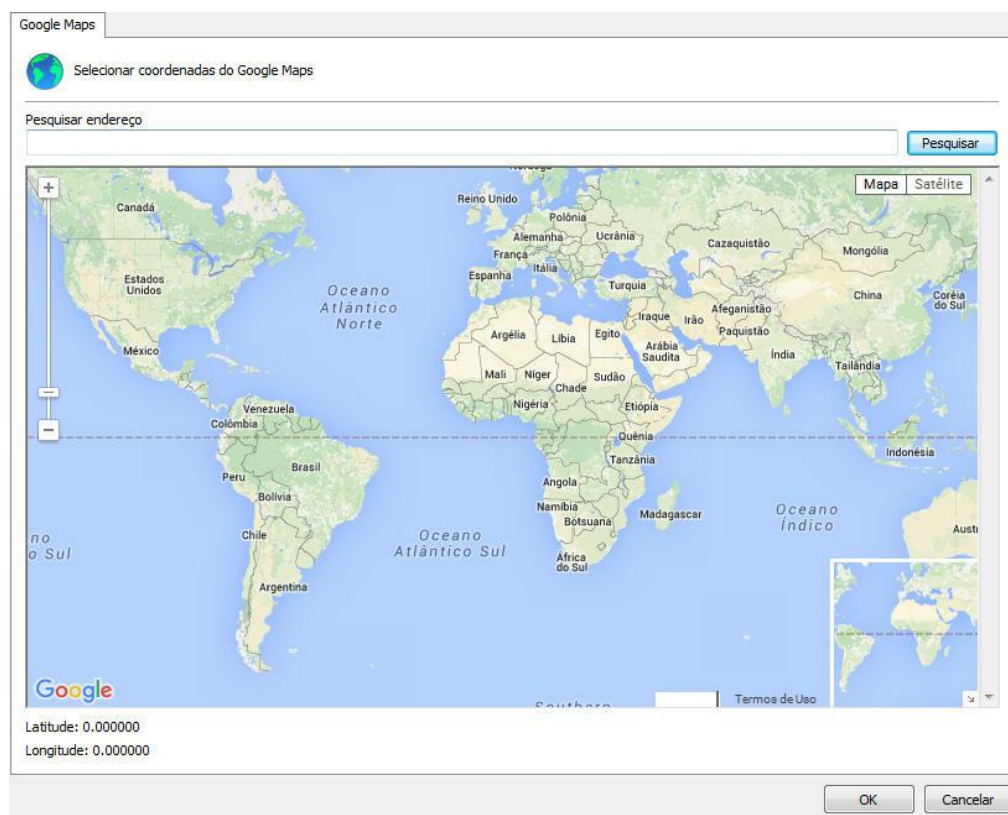 Google Maps
Selecionar coordenadas do Google Maps
Pesquisar endereço
Pesquisar
Mapa
Satélite
Canadá
Reino Unido
Polônia
Alemanha
Ucrânia
França
Cazaquistão
Mongólia
Itália
Espanha
Turquia
Estados
Unidos
Oceano
Atlântico
Norte
China
Coréia
do Sul
Afeganistão
Iraque
Irão
Paquistão
Argélia
Líbia
Egito
Arábia
Saudita
Índia
México
Tailândia
Mali
Níger
Chade
Sudão
Nigéria
Etiópia
Venezuela
Colômbia
Quênia
Indonésia
Tanzânia
Brasil
Peru
Angola
Bolívia
Namíbia
Botsuana
Madagascar
Oceano
Índico
Chile
Oceano
Atlântico Sul
no
o Sul
Aust
África
do Sul
Argentina
Google
Termos de Uso
Latitude: 0.000000
Longitude: 0.000000
OK
Cancelar